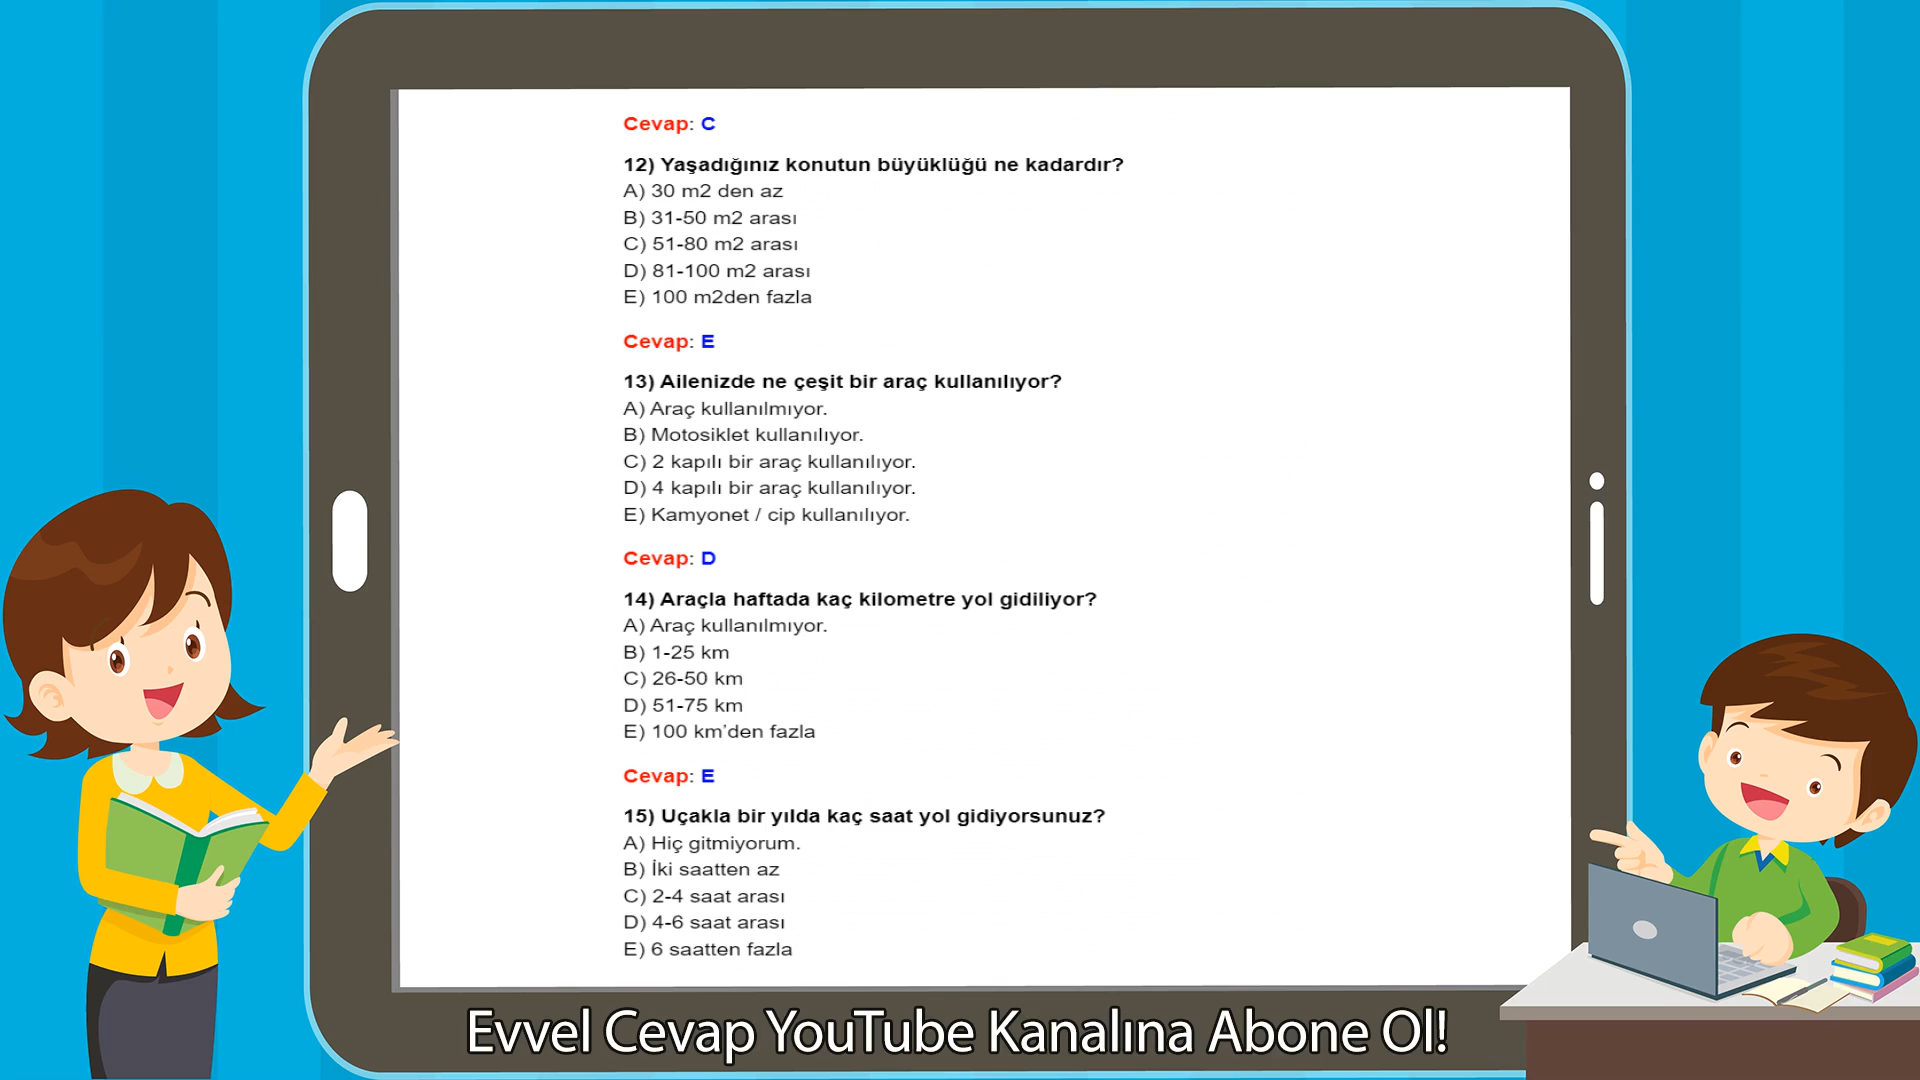 Cevap: C
12) Yaşadığınız konutun büyüklüğü ne kadardır?
A) 30 m2 den az
B) 31-50 m2 arası
C) 51-80 m2 arası
D) 81-100 m2 arası
E) 100 m2den fazla
Cevap: E
13) Ailenizde ne çeşit bir araç kullanılıyor?
A) Araç kullanılmıyor.
B) Motosiklet kullanılıyor.
C) 2 kapılı bir araç kullanılıyor.
D) 4 kapılı bir araç kullanılıyor.
E) Kamyonet / cip kullanılıyor.
Cevap: D
14) Araçla haftada kaç kilometre yol gidiliyor?
A) Araç kullanılmıyor.
B) 1-25 km
C) 26-50 km
D) 51-75 km
E) 100 km’den fazla
Cevap: E
15) Uçakla bir yılda kaç saat yol gidiyorsunuz?
A) Hiç gitmiyorum.
B) İki saatten az
C) 2-4 saat arası
D) 4-6 saat arası
E) 6 saatten fazla
Evvel Cevap YouTube Kanalına Abone Ol!